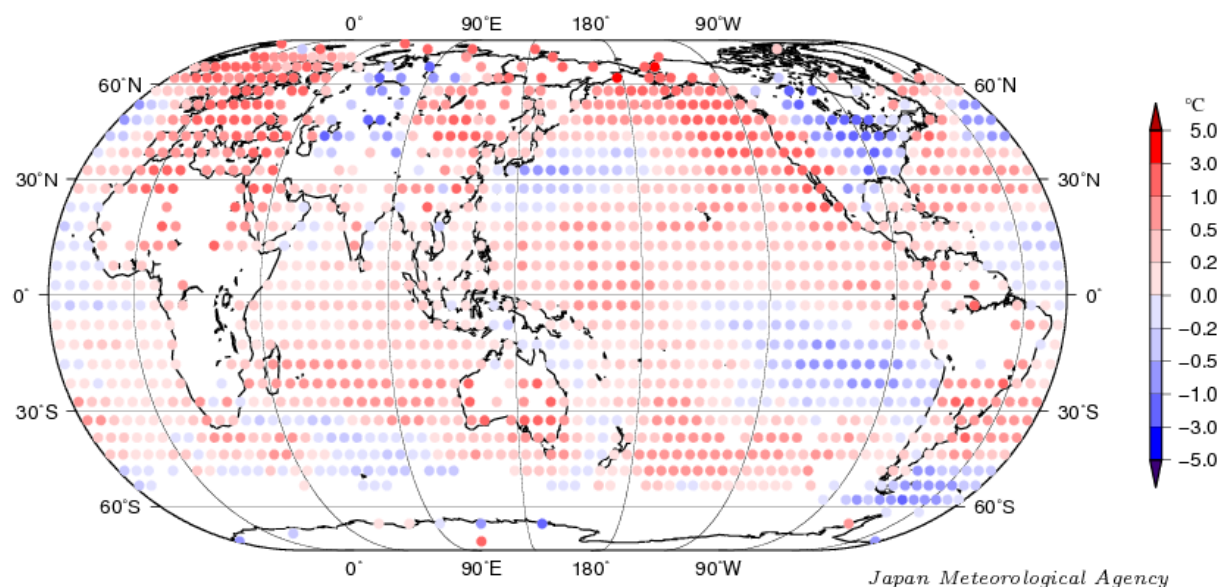 0° 90°E 180° 90°W
60°N 60°N
℃
5.0
3.0
30°N 30°N
1.0
0.5
0.2
0° 0°
0.0
−0.2
−0.5
−1.0
30°S 30°S
−3.0
−5.0
60°S 60°S
0° 90°E 180° 90°W
Japan Meteorological Agency